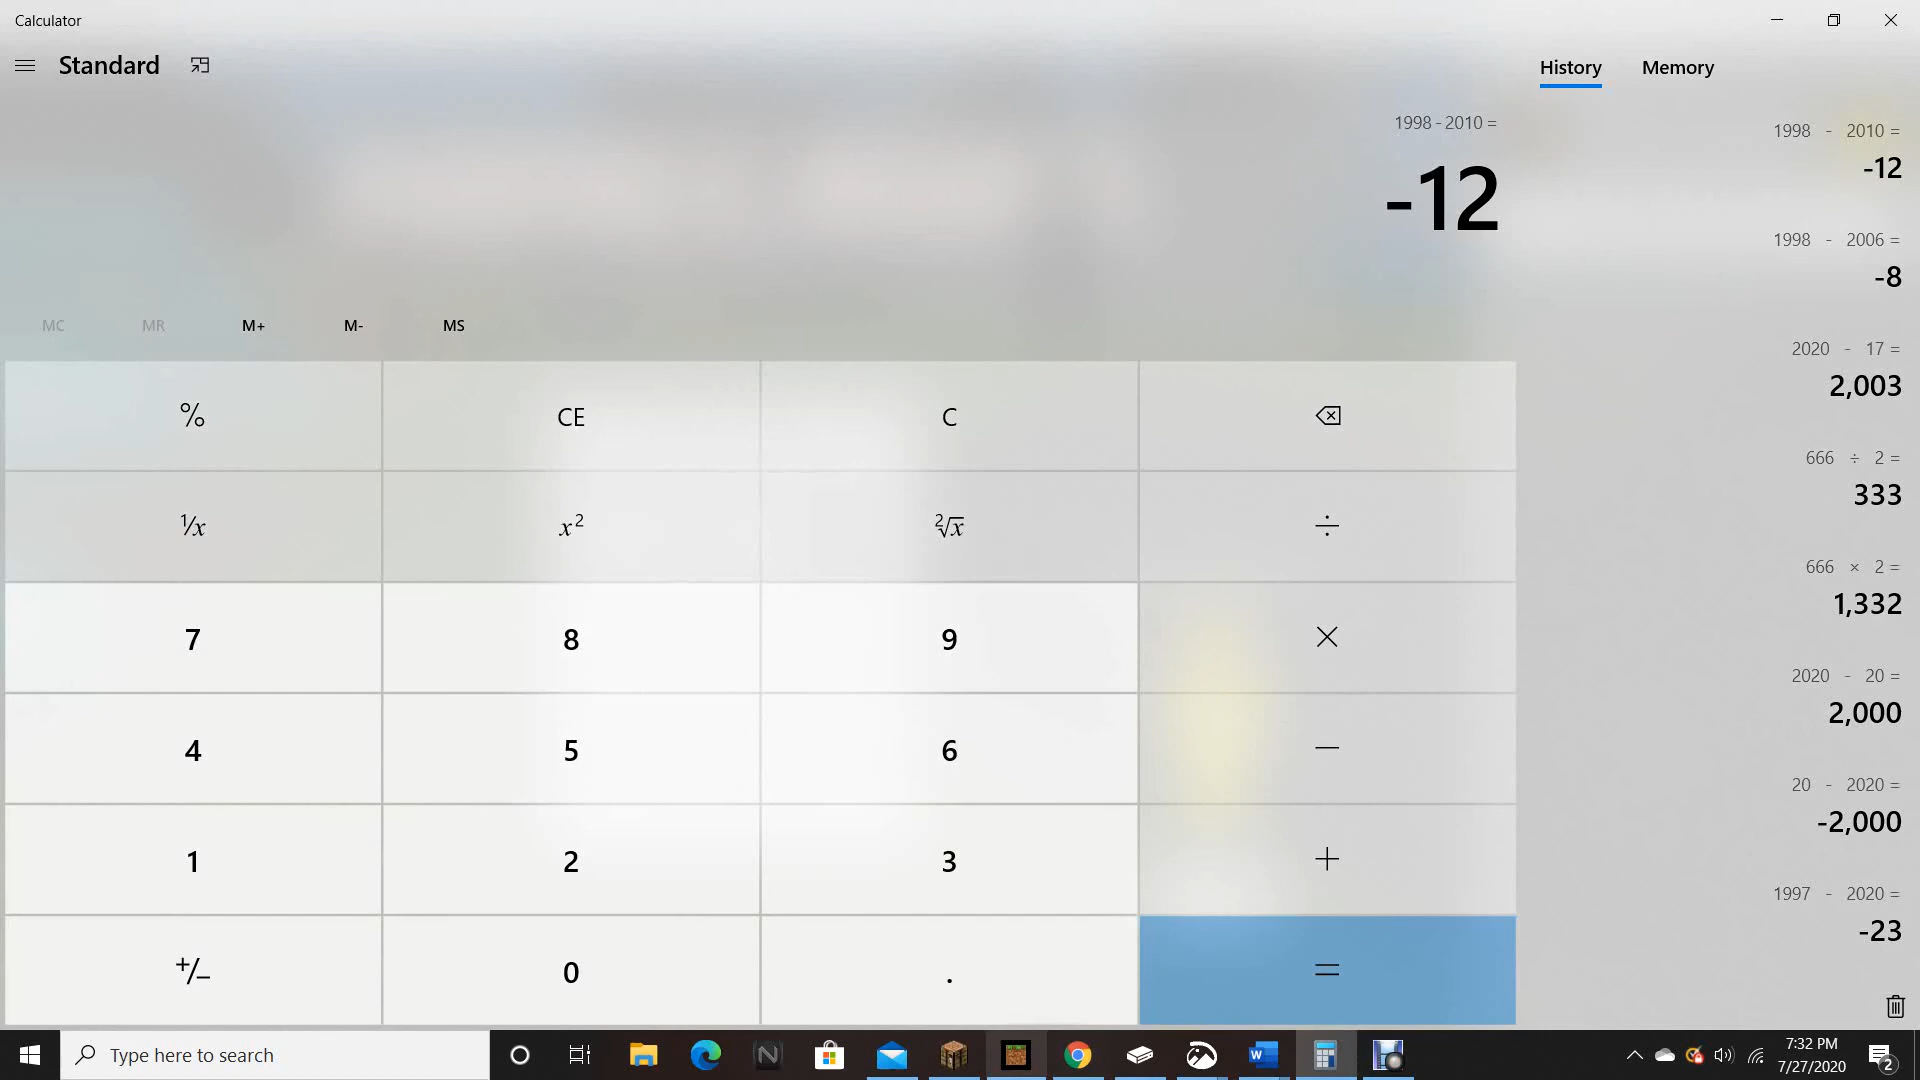 Calculator
Standard
History Memory
1998 - 2010 =
-12
1998 - 2010 =
-12
1998 - 2006 =
-8
2020 - 17 =
2,003
666 ÷ 2 =
333
666 × 2 =
1,332
2020 - 20 =
2,000
20 - 2020 =
-2,000
1997 - 2020 =
-23
MC MR M+ M- MS
% CE C
¹/x x² ²√x ÷
7 8 9 ×
4 5 6 −
1 2 3 +
+/− 0 . =
Type here to search
N
W
7:32 PM
7/27/2020
2